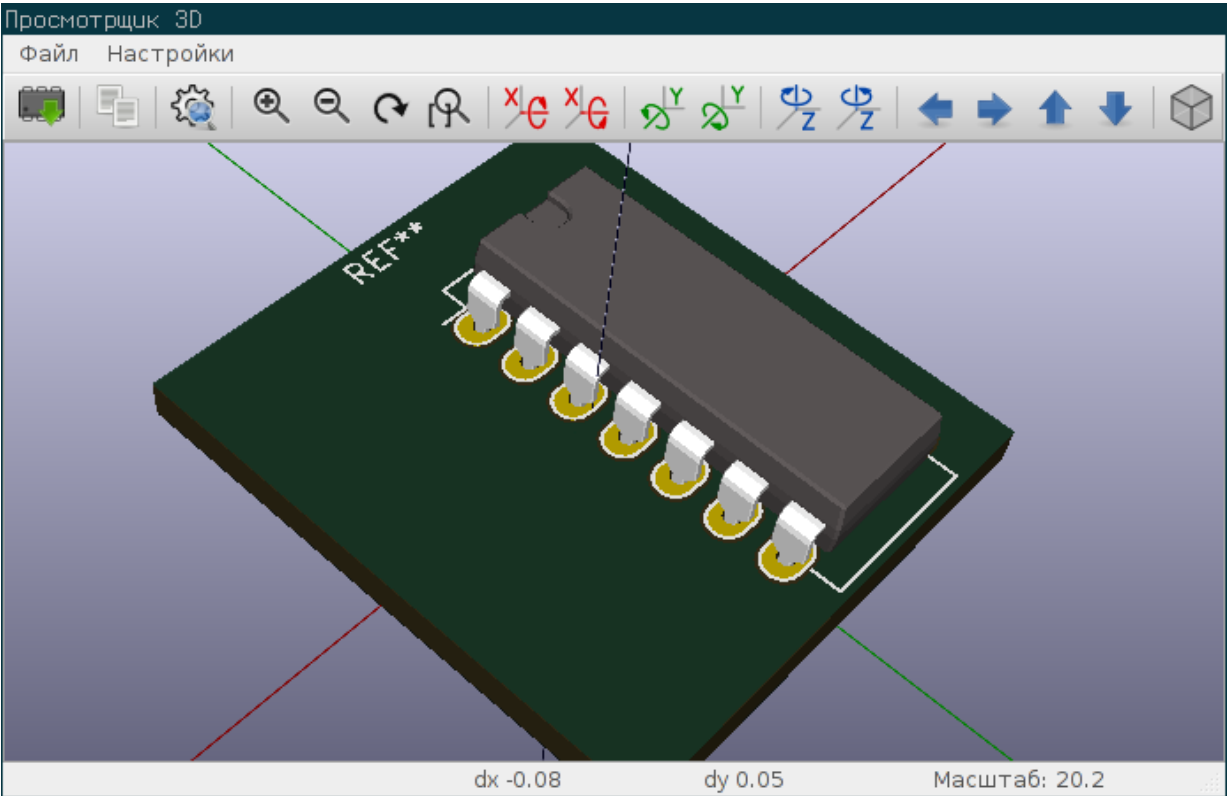 Просмотрщик 3D
Файл Настройки
X X Y Y Z Z
REF**
dx -0.08 dy 0.05 Масштаб: 20.2